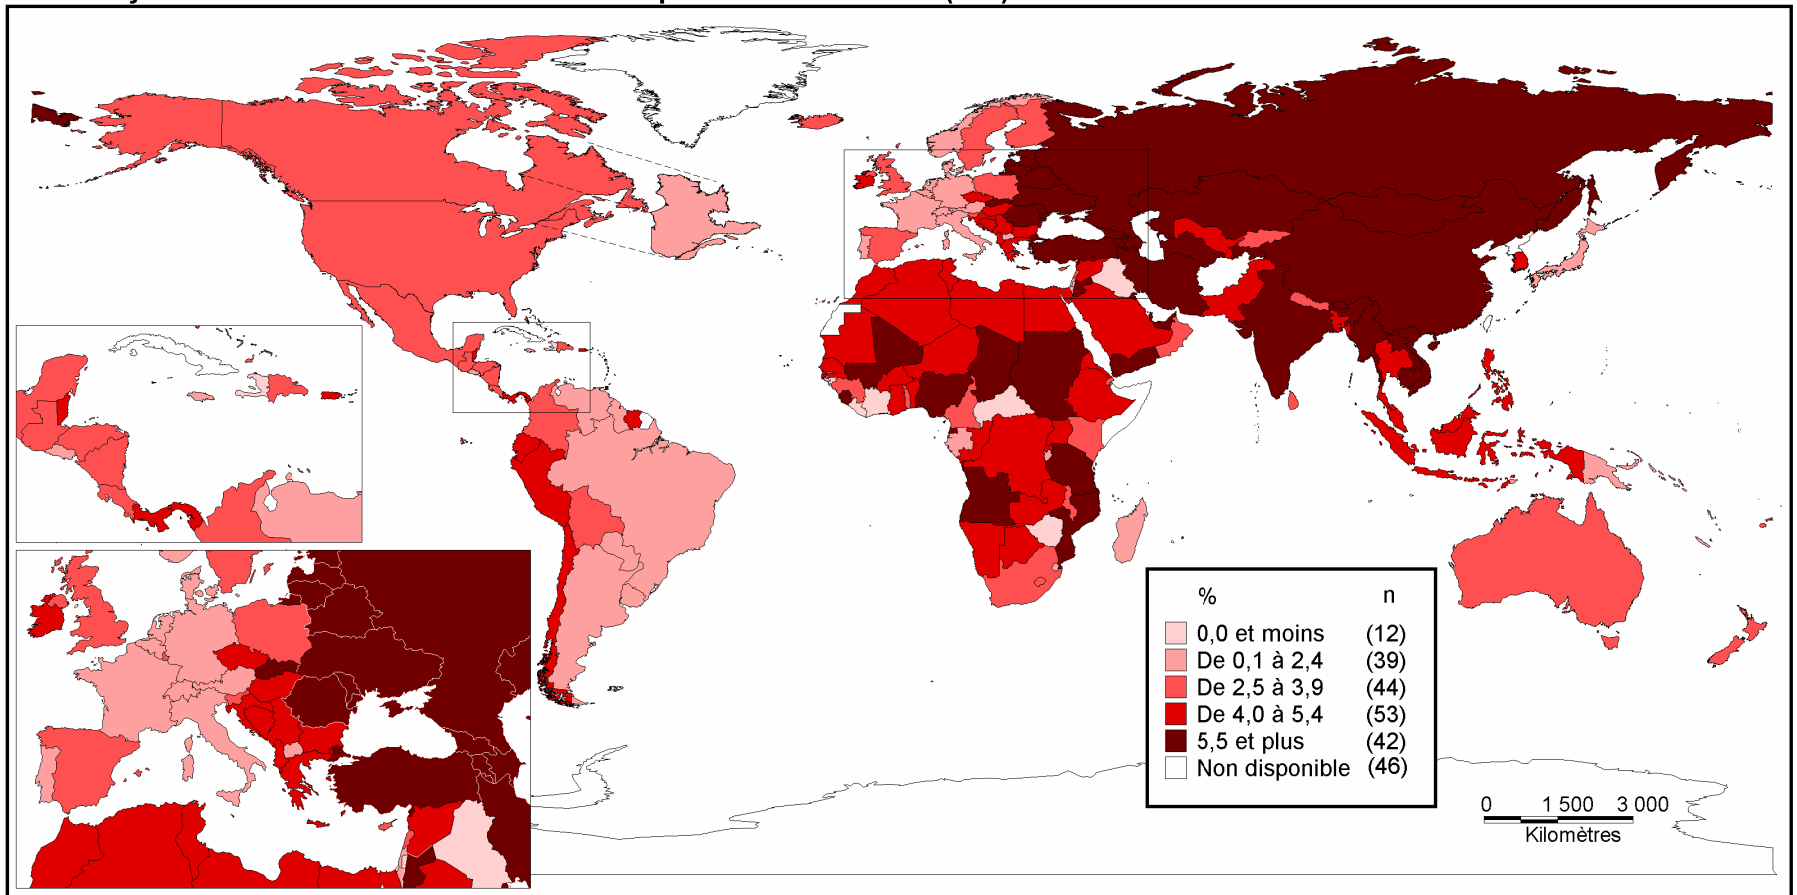 % n
0,0 et moins (12)
De 0,1 à 2,4 (39)
De 2,5 à 3,9 (44)
De 4,0 à 5,4 (53)
5,5 et plus (42)
Non disponible (46)
0 1 500 3 000
Kilomètres